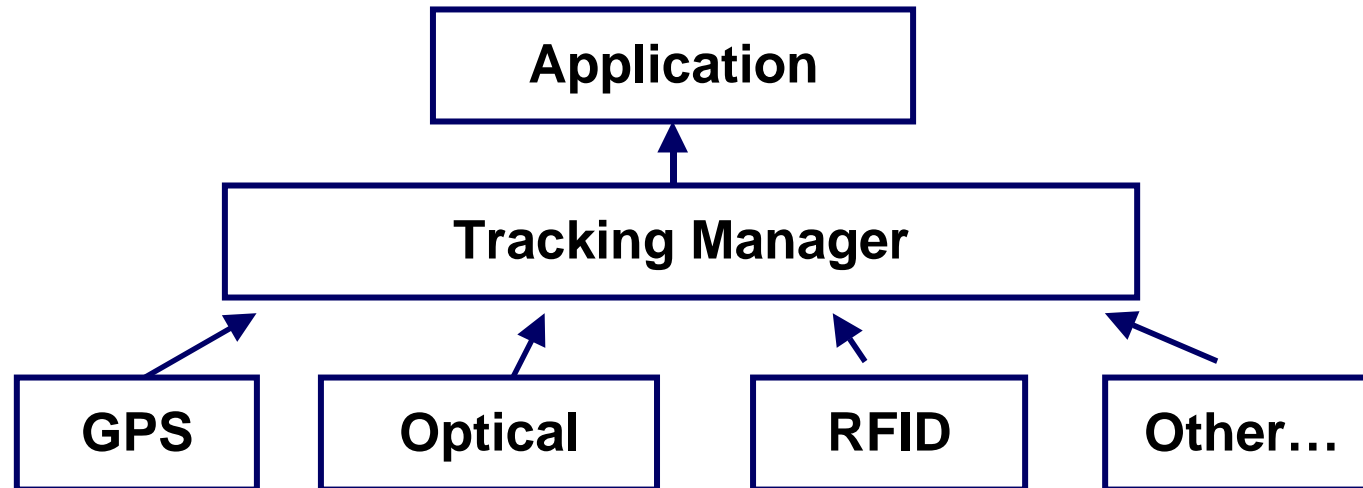 Application
Tracking Manager
GPS
Optical
RFID
Other…